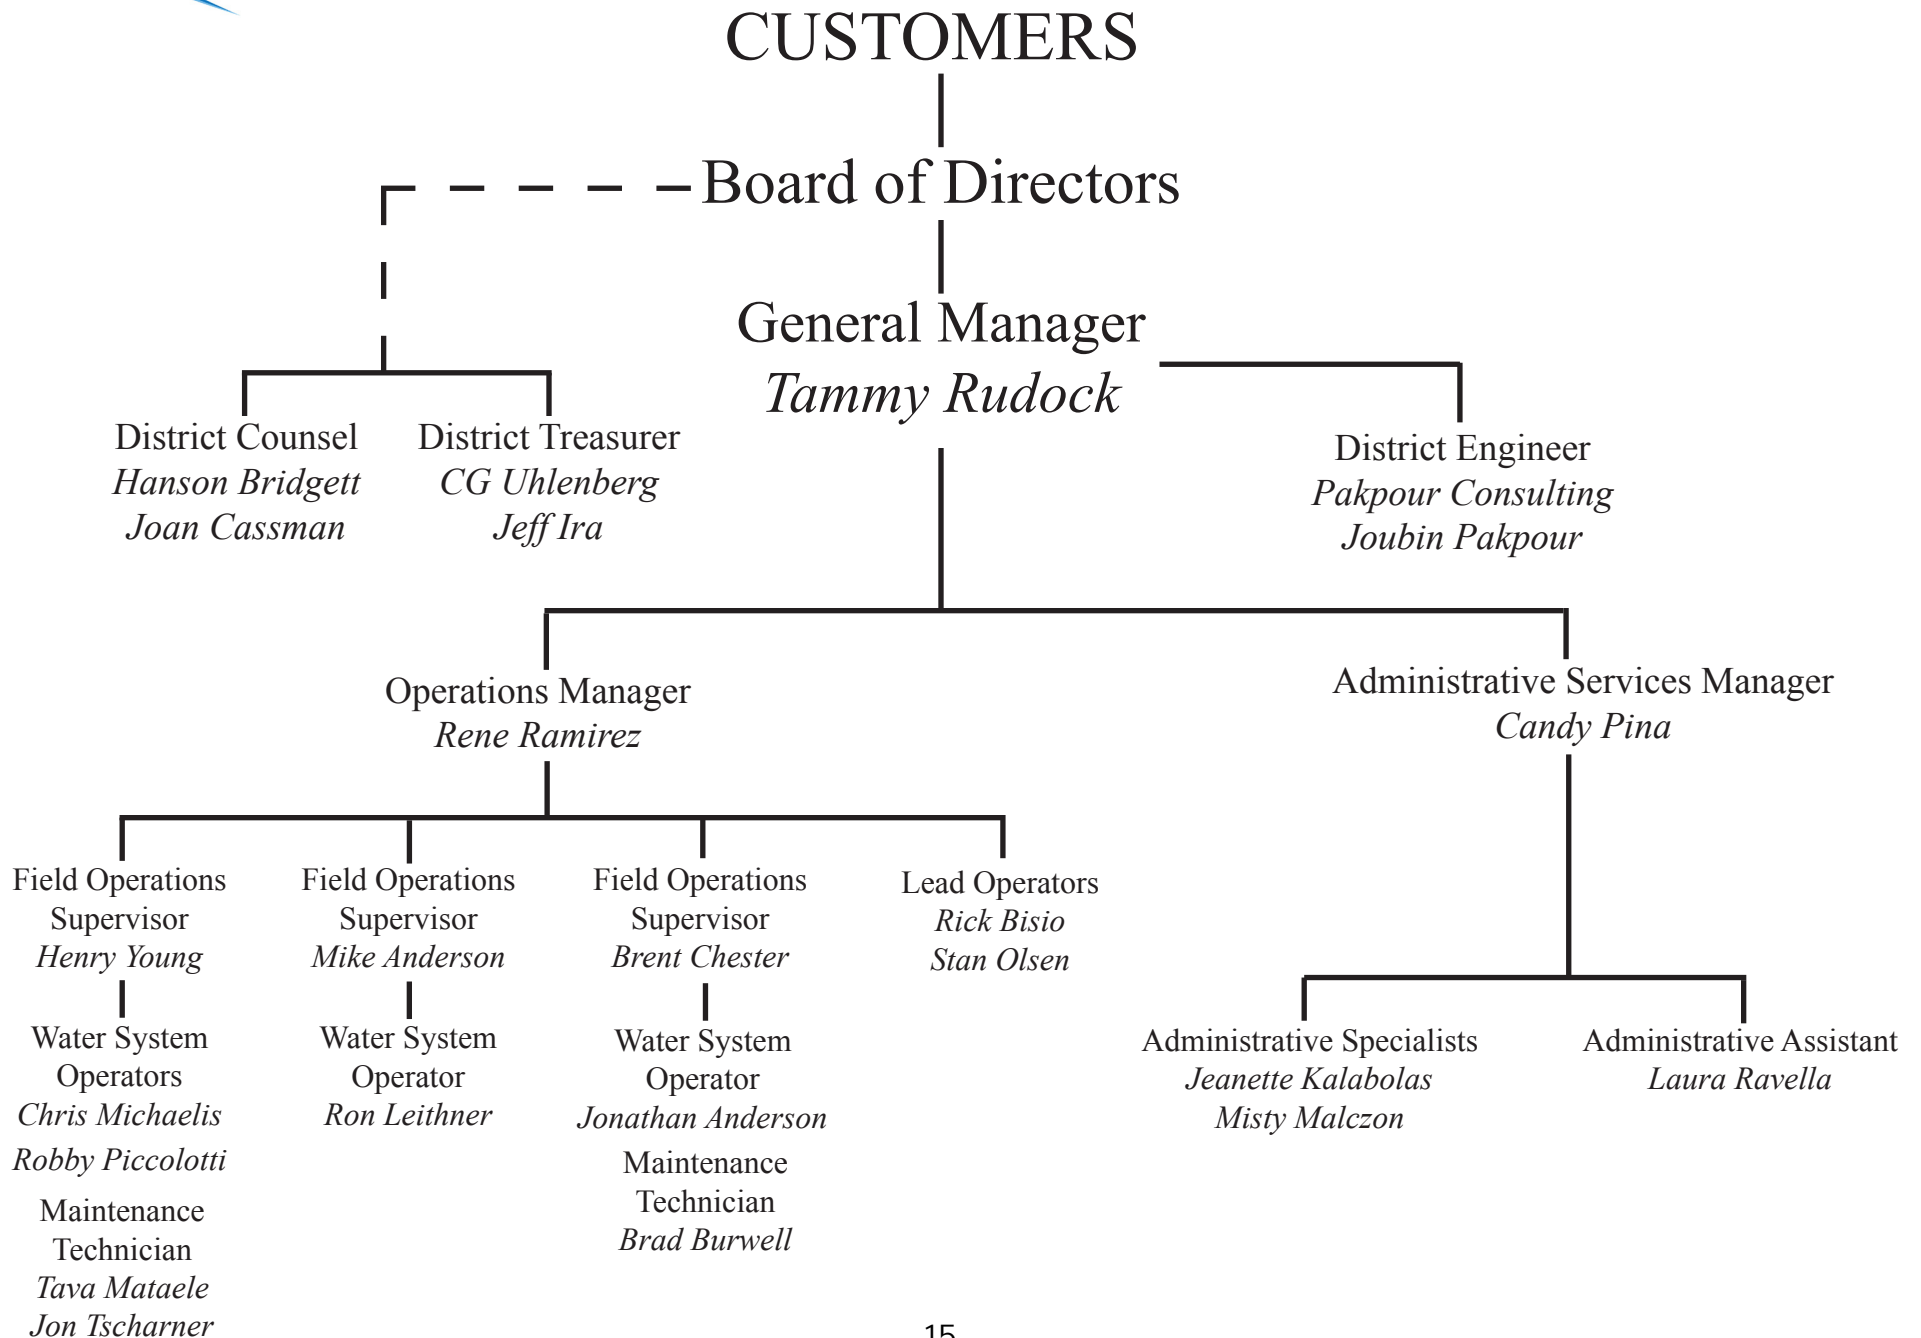 CUSTOMERS
Board of Directors
General Manager
Tammy Rudock
District Counsel
Hanson Bridgett
Joan Cassman
District Treasurer
CG Uhlenberg
Jeff Ira
District Engineer
Pakpour Consulting
Joubin Pakpour
Operations Manager
Rene Ramirez
Administrative Services Manager
Candy Pina
Field Operations
Supervisor
Henry Young
Water System
Operators
Chris Michaelis
Robby Piccolotti
Maintenance
Technician
Tava Mataele
Jon Tscharner
Field Operations
Supervisor
Mike Anderson
Water System
Operator
Ron Leithner
Field Operations
Supervisor
Brent Chester
Water System
Operator
Jonathan Anderson
Maintenance
Technician
Brad Burwell
Lead Operators
Rick Bisio
Stan Olsen
Administrative Specialists
Jeanette Kalabolas
Misty Malczon
Administrative Assistant
Laura Ravella
15